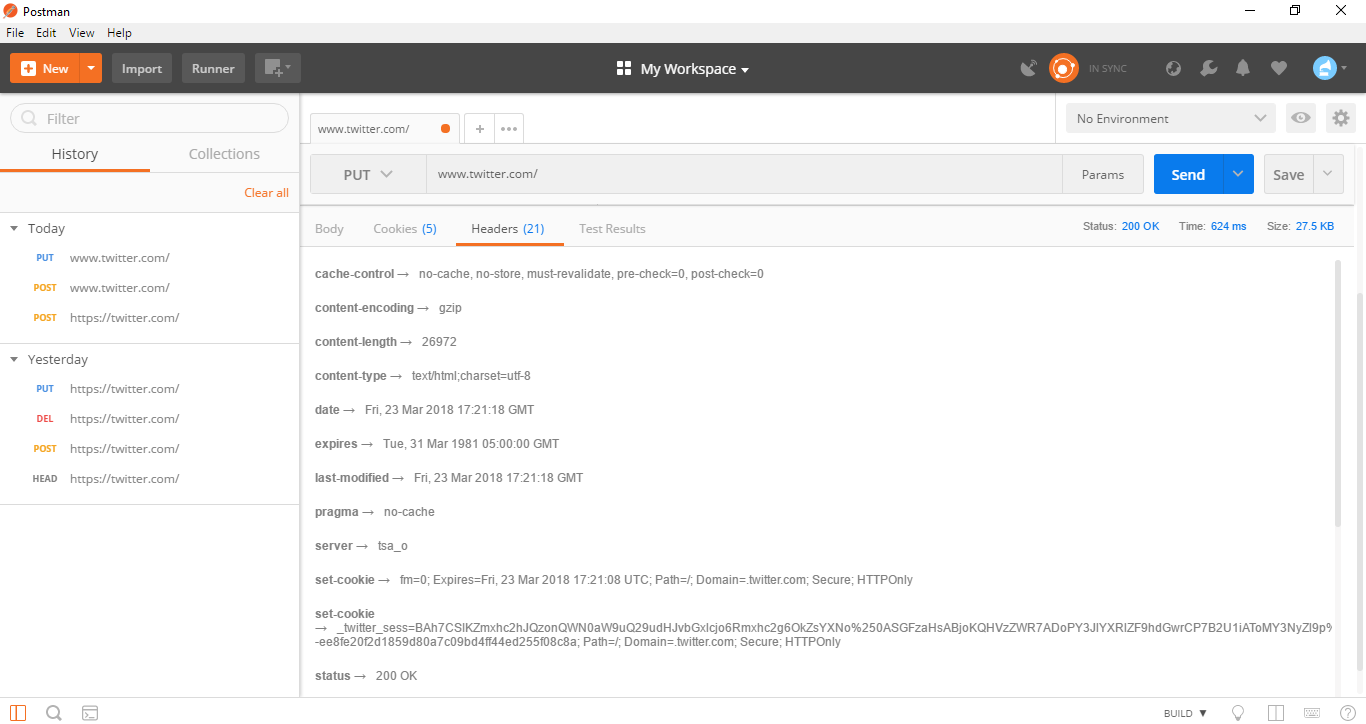 Postman
File Edit View Help
New Import Runner My Workspace IN SYNC
Filter
History Collections
Clear all
Today
PUT www.twitter.com/
POST www.twitter.com/
POST https://twitter.com/
Yesterday
PUT https://twitter.com/
DEL https://twitter.com/
POST https://twitter.com/
HEAD https://twitter.com/
www.twitter.com/ + ••• No Environment
PUT www.twitter.com/ Params Send Save
Body Cookies (5) Headers (21) Test Results Status: 200 OK Time: 624 ms Size: 27.5 KB
cache-control → no-cache, no-store, must-revalidate, pre-check=0, post-check=0
content-encoding → gzip
content-length → 26972
content-type → text/html;charset=utf-8
date → Fri, 23 Mar 2018 17:21:18 GMT
expires → Tue, 31 Mar 1981 05:00:00 GMT
last-modified → Fri, 23 Mar 2018 17:21:18 GMT
pragma → no-cache
server → tsa_o
set-cookie → fm=0; Expires=Fri, 23 Mar 2018 17:21:08 UTC; Path=/; Domain=.twitter.com; Secure; HTTPOnly
set-cookie
→ _twitter_sess=
-ee8fe20f2d1859d80a7c09bd4ff44ed255f08c8a; Path=/; Domain=.twitter.com; Secure; HTTPOnly
status → 200 OK
BUILD ▼